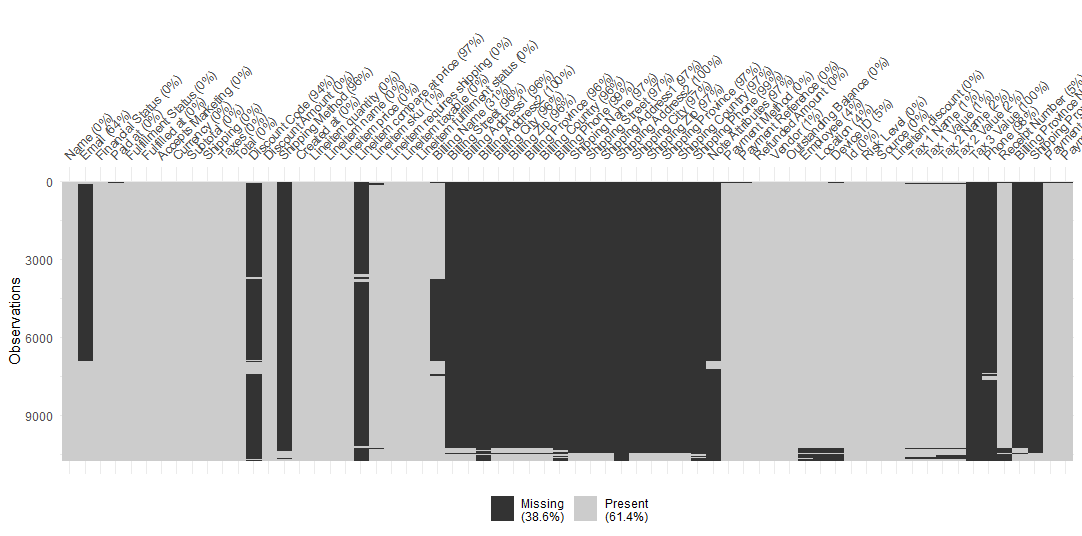 Name (0%)
Email (64%)
Financial Status (0%)
Paid at (0%)
Fulfillment Status (0%)
Fulfilled at (0%)
Accepts Marketing (0%)
Currency (0%)
Subtotal (0%)
Shipping (0%)
Taxes (0%)
Total (0%)
Discount Code (94%)
Discount Amount (0%)
Shipping Method (96%)
Created at (0%)
Lineitem quantity (0%)
Lineitem name (0%)
Lineitem price (0%)
Lineitem compare at price (97%)
Lineitem sku (1%)
Lineitem requires shipping (0%)
Lineitem taxable (0%)
Lineitem fulfillment status (0%)
Billing Name (31%)
Billing Street (96%)
Billing Address1 (96%)
Billing Address2 (100%)
Billing City (96%)
Billing Zip (96%)
Billing Province (96%)
Billing Country (96%)
Billing Phone (99%)
Shipping Name (97%)
Shipping Street (97%)
Shipping Address1 (97%)
Shipping Address2 (100%)
Shipping City (97%)
Shipping Zip (97%)
Shipping Province (97%)
Shipping Country (97%)
Shipping Phone (99%)
Note Attributes (97%)
Payment Method (0%)
Payment Reference (0%)
Refunded Amount (0%)
Vendor (1%)
Outstanding Balance (0%)
Employee (4%)
Location (4%)
Device ID (5%)
Id (0%)
Risk Level (0%)
Source (0%)
Lineitem discount (0%)
Tax 1 Name (1%)
Tax 1 Value
Tax 2 Name (2%)
Tax 2 Value (2%)
Tax 3 Value (100%)
Phone
Receipt Number (5%
Billing Province N
Shipping Province
0
3000
6000
9000
Observations
Missing
(38.6%)
Present
(61.4%)